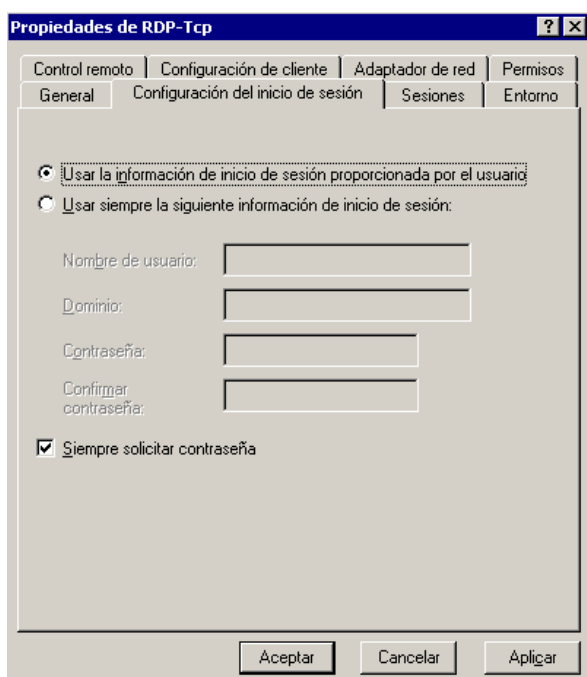 Propiedades de RDP-Tcp
Control remoto
Configuración de cliente
Adaptador de red
Permisos
General
Configuración del inicio de sesión
Sesiones
Entorno
Usar la información de inicio de sesión proporcionada por el usuario
Usar siempre la siguiente información de inicio de sesión:
Nombre de usuario:
Dominio:
Contraseña:
Confirmar
contraseña:
Siempre solicitar contraseña
Aceptar
Cancelar
Aplicar